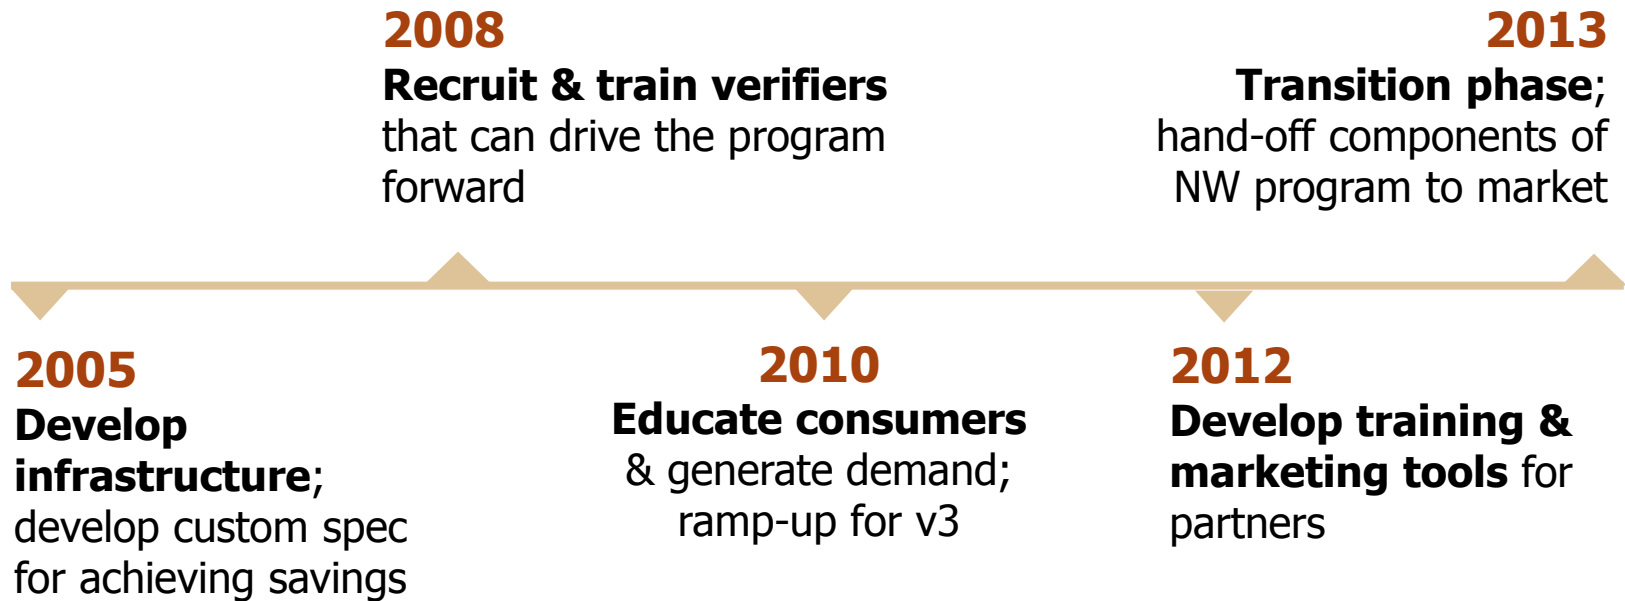 2008
Recruit & train verifiers
that can drive the program
forward
2013
Transition phase;
hand-off components of
NW program to market
2005
Develop
infrastructure;
develop custom spec
for achieving savings
2010
Educate consumers
& generate demand;
ramp-up for v3
2012
Develop training &
marketing tools for
partners